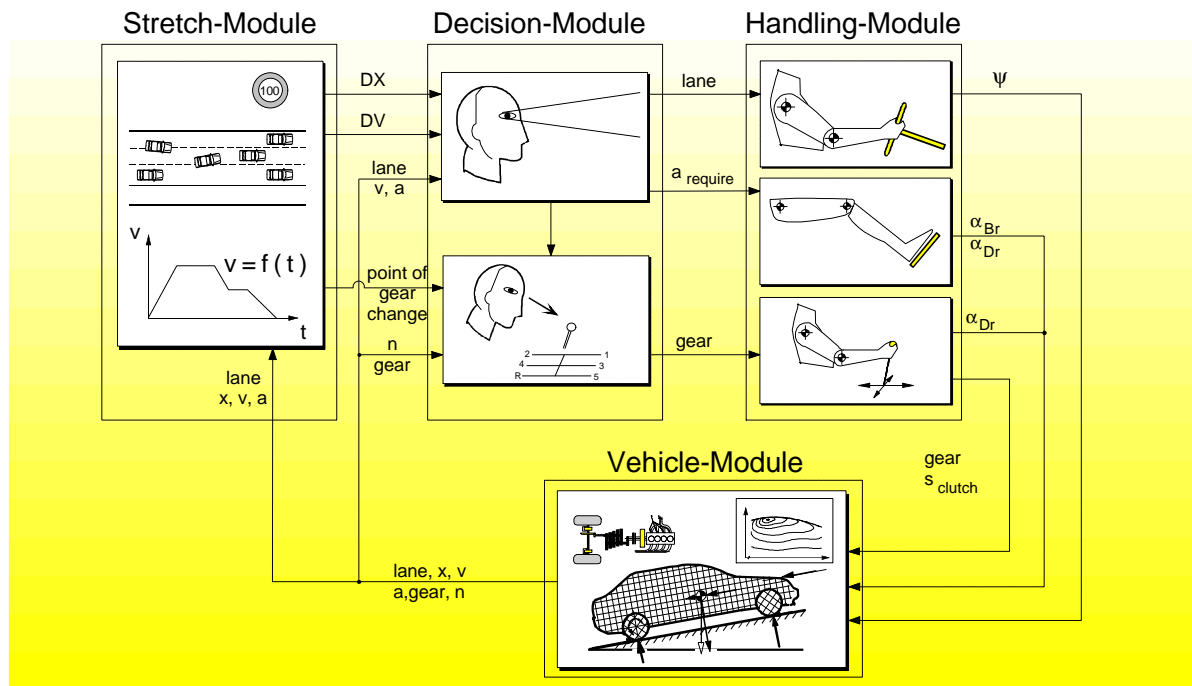 Stretch-Module
Decision-Module
Handling-Module
100
DX
DV
lane
v, a
lane
a require
ψ
α Br
α Dr
v
v = f ( t )
t
point of
gear
change
n
gear
2
1
4
3
R
5
gear
α Dr
lane
x, v, a
gear
s clutch
Vehicle-Module
lane, x, v
a,gear, n